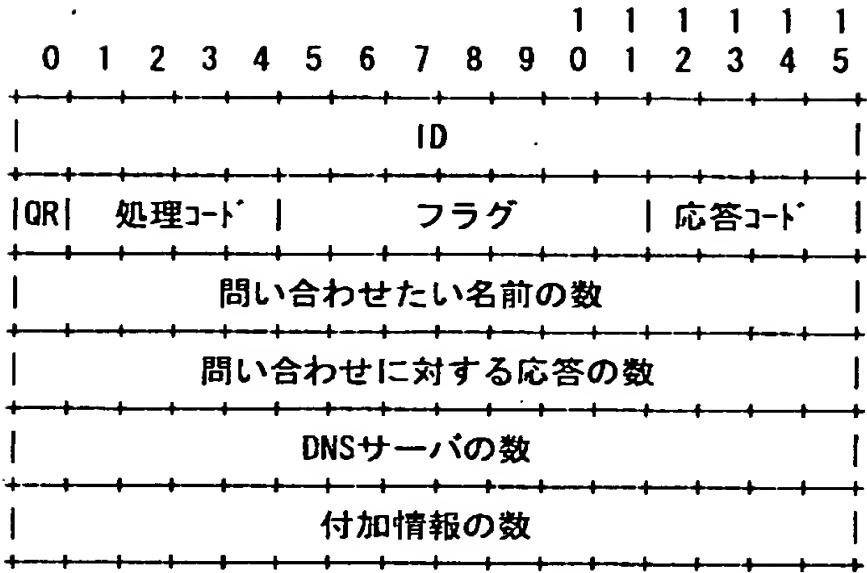 1 1 1 1 1 1
0 1 2 3 4 5 6 7 8 9 0 1 2 3 4 5
ID
QR 処理ｺｰﾄﾞ フラグ 応答ｺｰﾄﾞ
問い合わせたい名前の数
問い合わせに対する応答の数
DNSサーバの数
付加情報の数